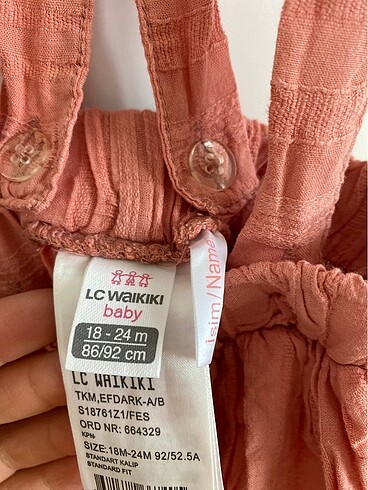 LC WAIKIKI
baby
18 - 24 m
86/92 cm
isim/Name
LC WAIKIKI
TKM,EFDARK-A/B
S18761Z1/FES
ORD NR: 664329
KPN-
SIZE:18M-24M 92/52.5A
STANDART KALIP
STANDARD FIT